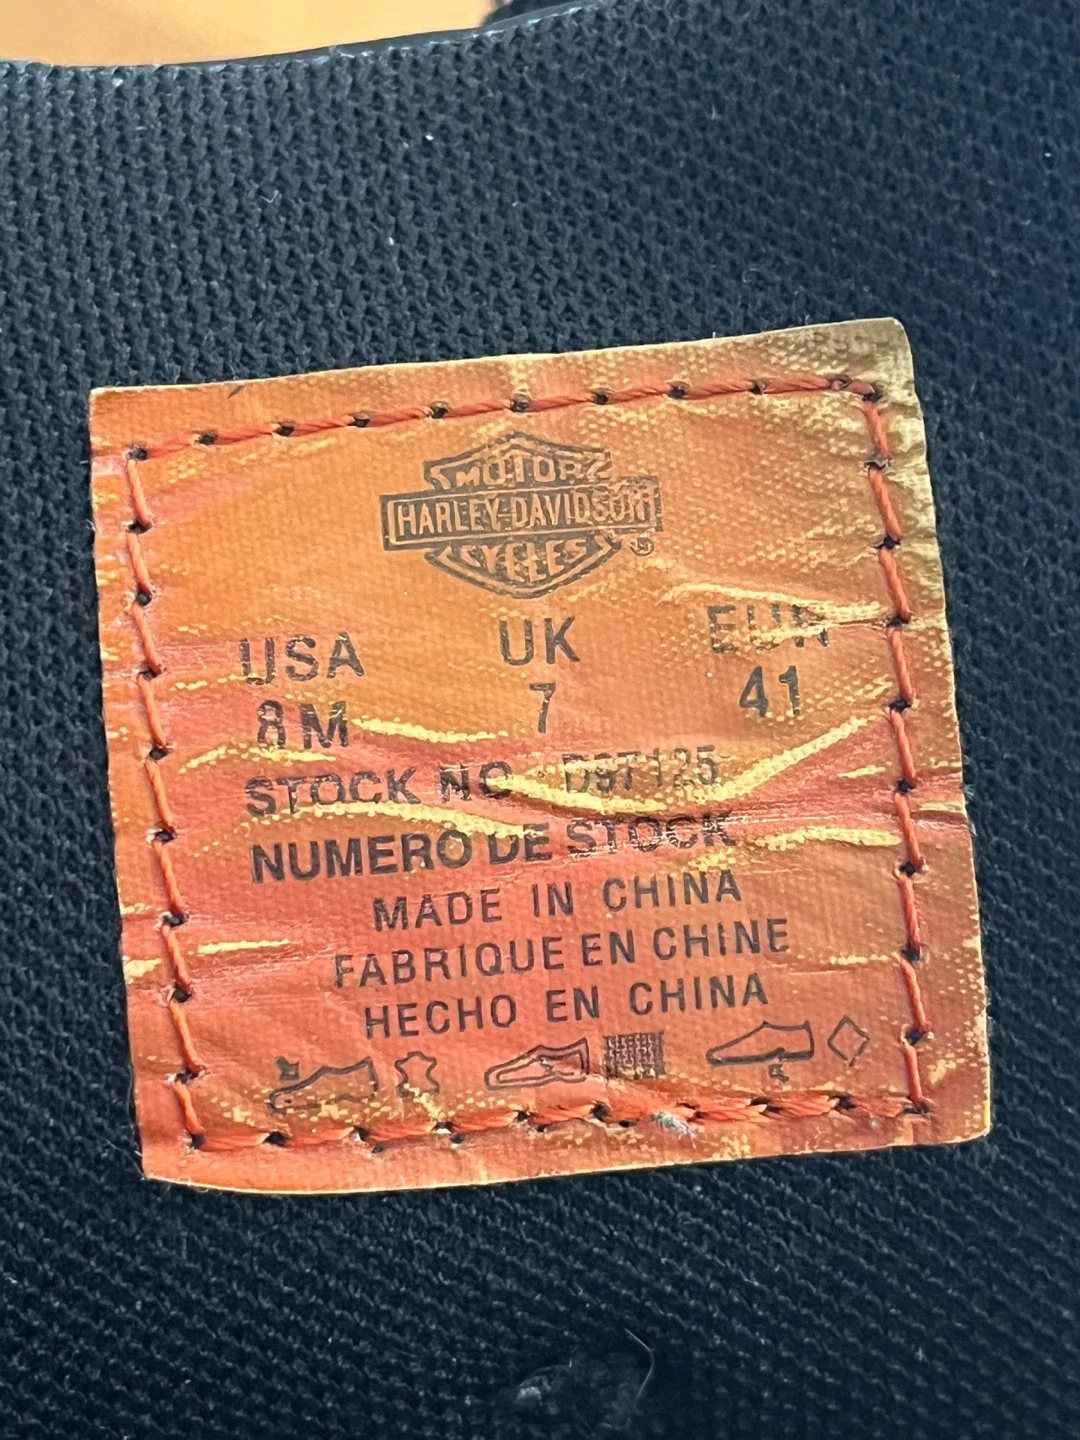 MOTOR
HARLEY-DAVIDSON
CYCLES ®
USA UK EUR
8M 7 41
STOCK NO D97125
NUMERO DE STOCK
MADE IN CHINA
FABRIQUE EN CHINE
HECHO EN CHINA